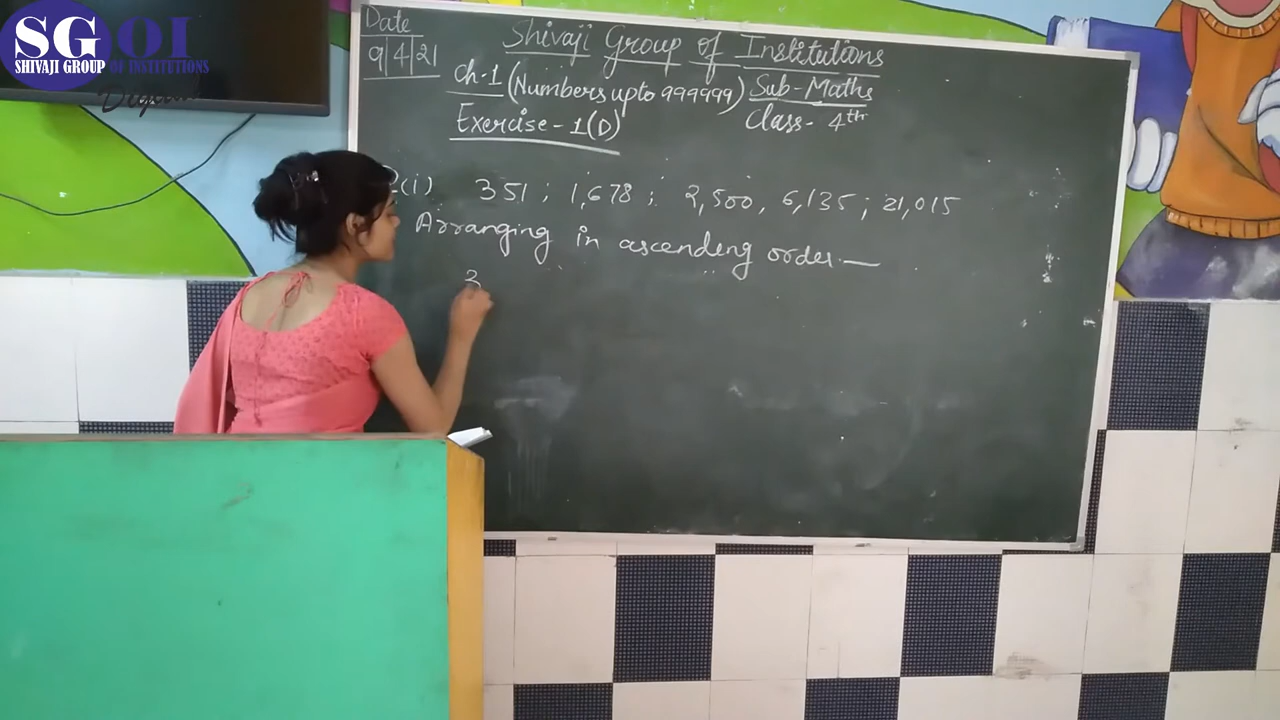 SGOI
SHIVAJI GROUP OF INSTITUTIONS
Date
9/4/21
Shivaji Group of Institutions
Ch-1 (Numbers upto 999999) Sub-Maths
Exercise-1(D) Class-4th
2(i) 351; 1,678; 2,500, 6,135; 21,015
Arranging in ascending order:—
3